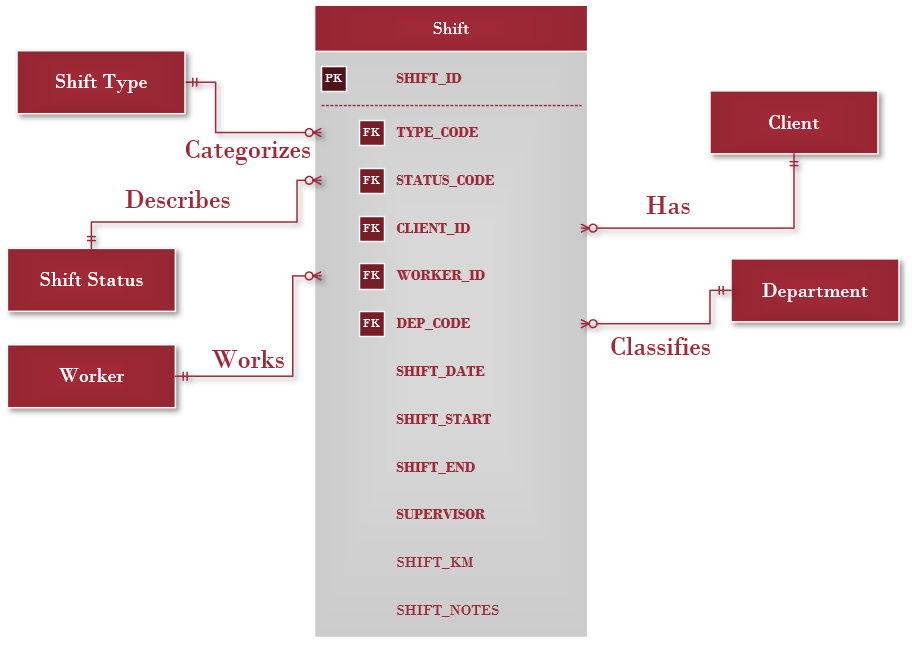 Shift
PK SHIFT_ID
FK TYPE_CODE
FK STATUS_CODE
FK CLIENT_ID
FK WORKER_ID
FK DEP_CODE
SHIFT_DATE
SHIFT_START
SHIFT_END
SUPERVISOR
SHIFT_KM
SHIFT_NOTES
Shift Type
Categorizes
Describes
Shift Status
Works
Worker
Client
Has
Department
Classifies